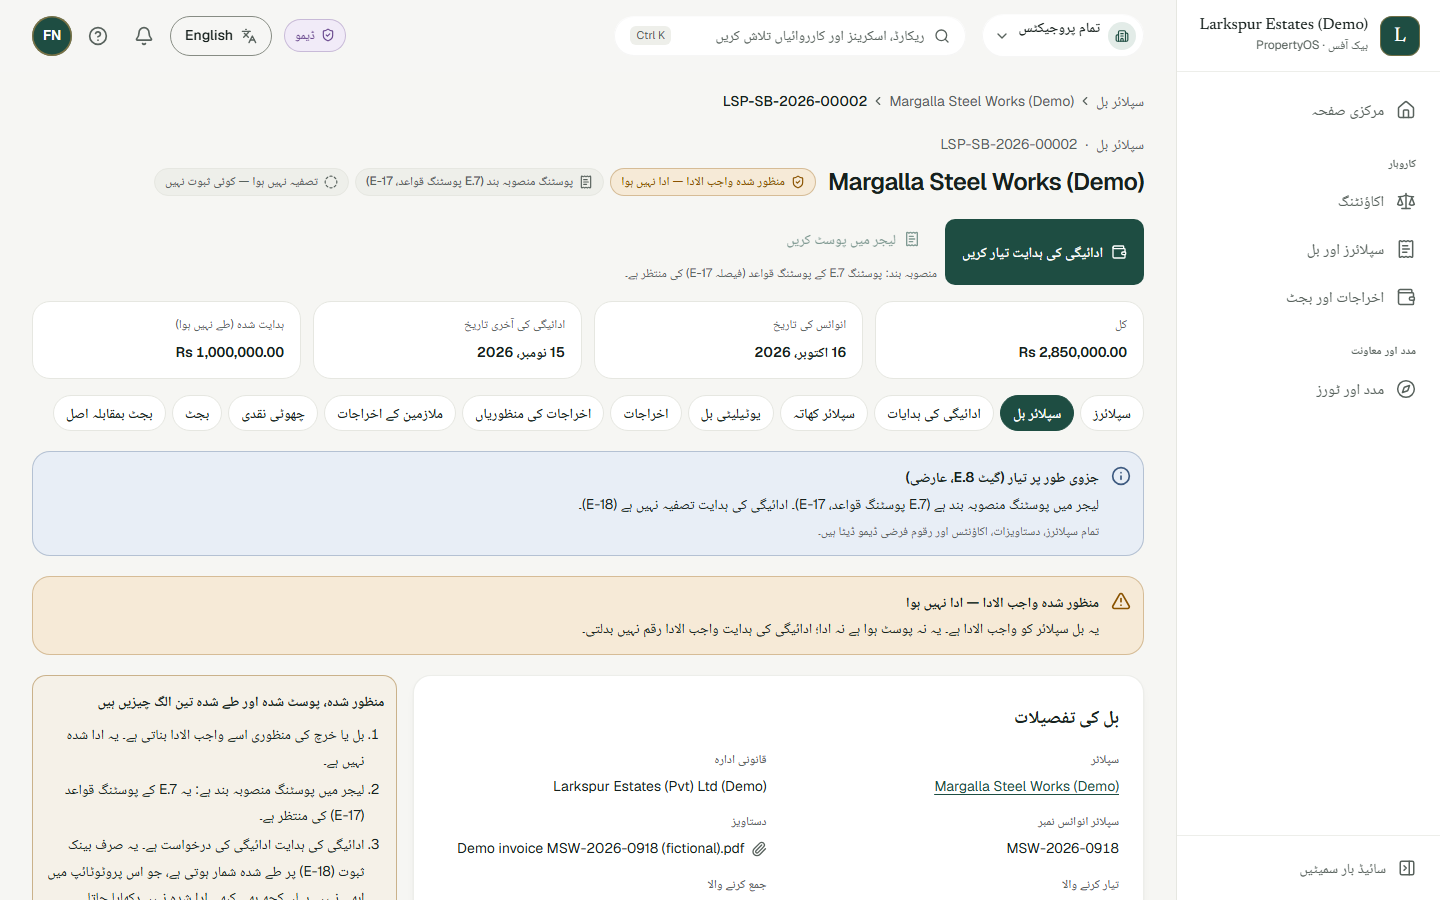 Larkspur Estates (Demo)
بیک آفس · PropertyOS
مرکزی صفحہ
کاروبار
اکاؤنٹنگ
سپلائرز اور بل
اخراجات اور بجٹ
مدد اور معاونت
مدد اور ٹورز
سائیڈ بار سمیٹیں
L
تمام پروجیکٹس
ریکارڈ، اسکرینز اور کارروائیاں تلاش کریں
Ctrl K
ڈیمو
English
FN
سپلائر بل
Margalla Steel Works (Demo)
LSP-SB-2026-00002
سپلائر بل · LSP-SB-2026-00002
Margalla Steel Works (Demo)
منظور شدہ واجب الادا — ادا نہیں ہوا
پوسٹنگ منصوبہ بند (E.7 پوسٹنگ قواعد، E-17)
تصفیہ نہیں ہوا — کوئی ثبوت نہیں
ادائیگی کی ہدایت تیار کریں
لیجر میں پوسٹ کریں
منصوبہ بند: پوسٹنگ E.7 کے پوسٹنگ قواعد (فیصلہ E-17) کی منتظر ہے۔
کل
Rs 2,850,000.00
انوائس کی تاریخ
16 اکتوبر، 2026
ادائیگی کی آخری تاریخ
15 نومبر، 2026
ہدایت شدہ (طے نہیں ہوا)
Rs 1,000,000.00
سپلائرز
سپلائر بل
ادائیگی کی ہدایات
سپلائر کھاتہ
یوٹیلیٹی بل
اخراجات
اخراجات کی منظوریاں
ملازمین کے اخراجات
چھوٹی نقدی
بجٹ
بجٹ بمقابلہ اصل
جزوی طور پر تیار (گیٹ E.8، عارضی)
لیجر میں پوسٹنگ منصوبہ بند ہے (E.7 پوسٹنگ قواعد، E-17)۔ ادائیگی کی ہدایت تصفیہ نہیں ہے (E-18)۔
تمام سپلائرز، دستاویزات، اکاؤنٹس اور رقوم فرضی ڈیمو ڈیٹا ہیں۔
منظور شدہ واجب الادا — ادا نہیں ہوا
یہ بل سپلائر کو واجب الادا ہے۔ یہ نہ پوسٹ ہوا ہے نہ ادا؛ ادائیگی کی ہدایت واجب الادا رقم نہیں بدلتی۔
بل کی تفصیلات
سپلائر
Margalla Steel Works (Demo)
قانونی ادارہ
Larkspur Estates (Pvt) Ltd (Demo)
سپلائر انوائس نمبر
MSW-2026-0918
دستاویز
Demo invoice MSW-2026-0918 (fictional).pdf
تیار کرنے والا
جمع کرنے والا
منظور شدہ، پوسٹ شدہ اور طے شدہ تین الگ چیزیں ہیں
1. بل یا خرچ کی منظوری اسے واجب الادا بناتی ہے۔ یہ ادا شدہ
نہیں ہے۔
2. لیجر میں پوسٹنگ منصوبہ بند ہے: یہ E.7 کے پوسٹنگ قواعد
(E-17) کی منتظر ہے۔
3. ادائیگی کی ہدایت ادائیگی کی درخواست ہے۔ یہ صرف بینک
ثبوت (E-18) پر طے شدہ شمار ہوتی ہے، جو اس پروٹوٹائپ میں